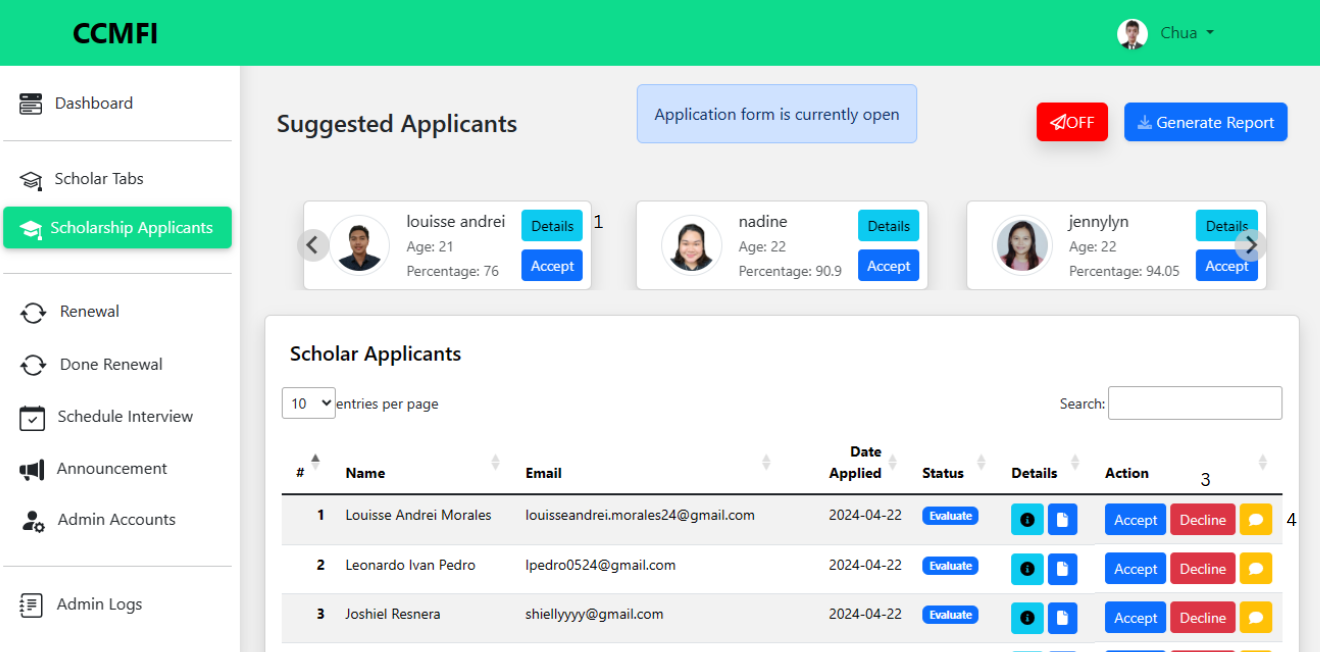 CCMFI
Chua
Dashboard
Scholar Tabs
Scholarship Applicants
Renewal
Done Renewal
Schedule Interview
Announcement
Admin Accounts
Admin Logs
Suggested Applicants
Application form is currently open
OFF
Generate Report
louisse andrei
Age: 21
Percentage: 76
Details
Accept
1
nadine
Age: 22
Percentage: 90.9
Details
Accept
jennylyn
Age: 22
Percentage: 94.05
Details
Accept
Scholar Applicants
10 entries per page
Search:
# Name Email Date Applied Status Details Action
3
1 Louisse Andrei Morales louisseandrei.morales24@gmail.com 2024-04-22 Evaluate Accept Decline 4
2 Leonardo Ivan Pedro lpedro0524@gmail.com 2024-04-22 Evaluate Accept Decline
3 Joshiel Resnera shiellyyyy@gmail.com 2024-04-22 Evaluate Accept Decline